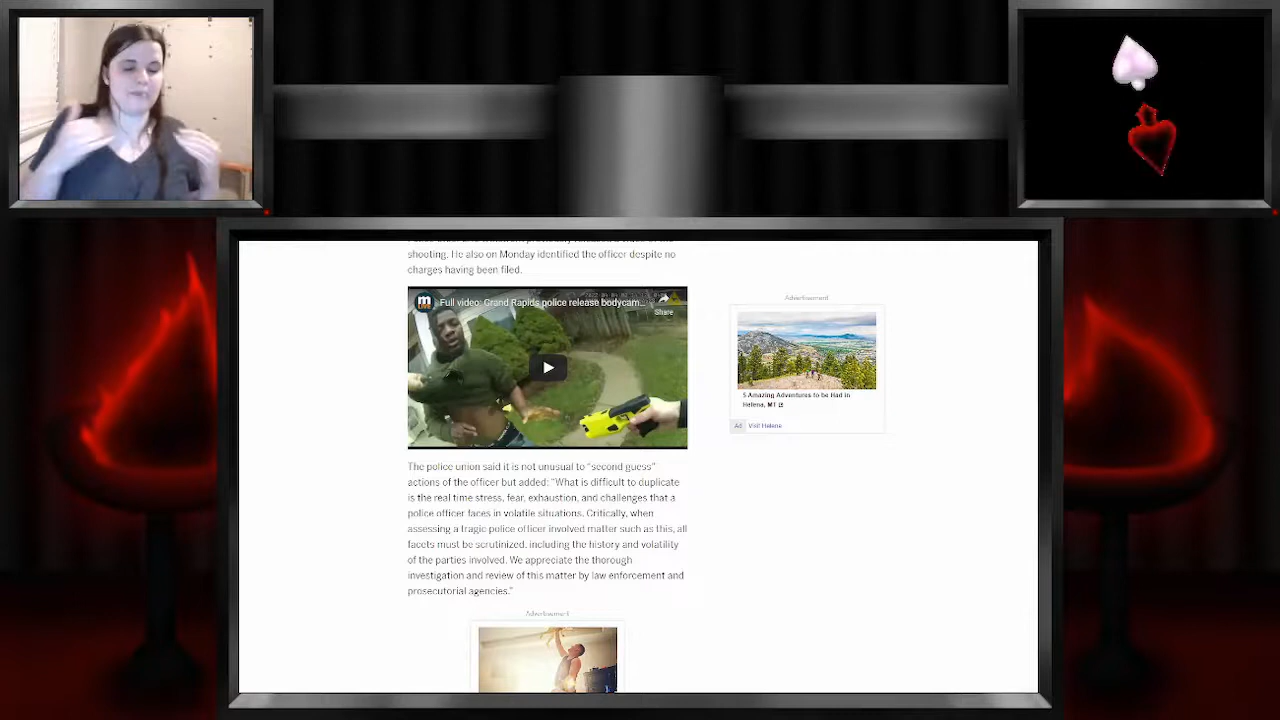 shooting. He also on Monday identified the officer despite no
charges having been filed.
Full video: Grand Rapids police release bodycam...
Share
Advertisement
5 Amazing Adventures to be Had in
Helena, MT
Ad Visit Helena
The police union said it is not unusual to “second guess”
actions of the officer but added: “What is difficult to duplicate
is the real time stress, fear, exhaustion, and challenges that a
police officer faces in volatile situations. Critically, when
assessing a tragic police officer involved matter such as this, all
facets must be scrutinized, including the history and volatility
of the parties involved. We appreciate the thorough
investigation and review of this matter by law enforcement and
prosecutorial agencies.”
Advertisement